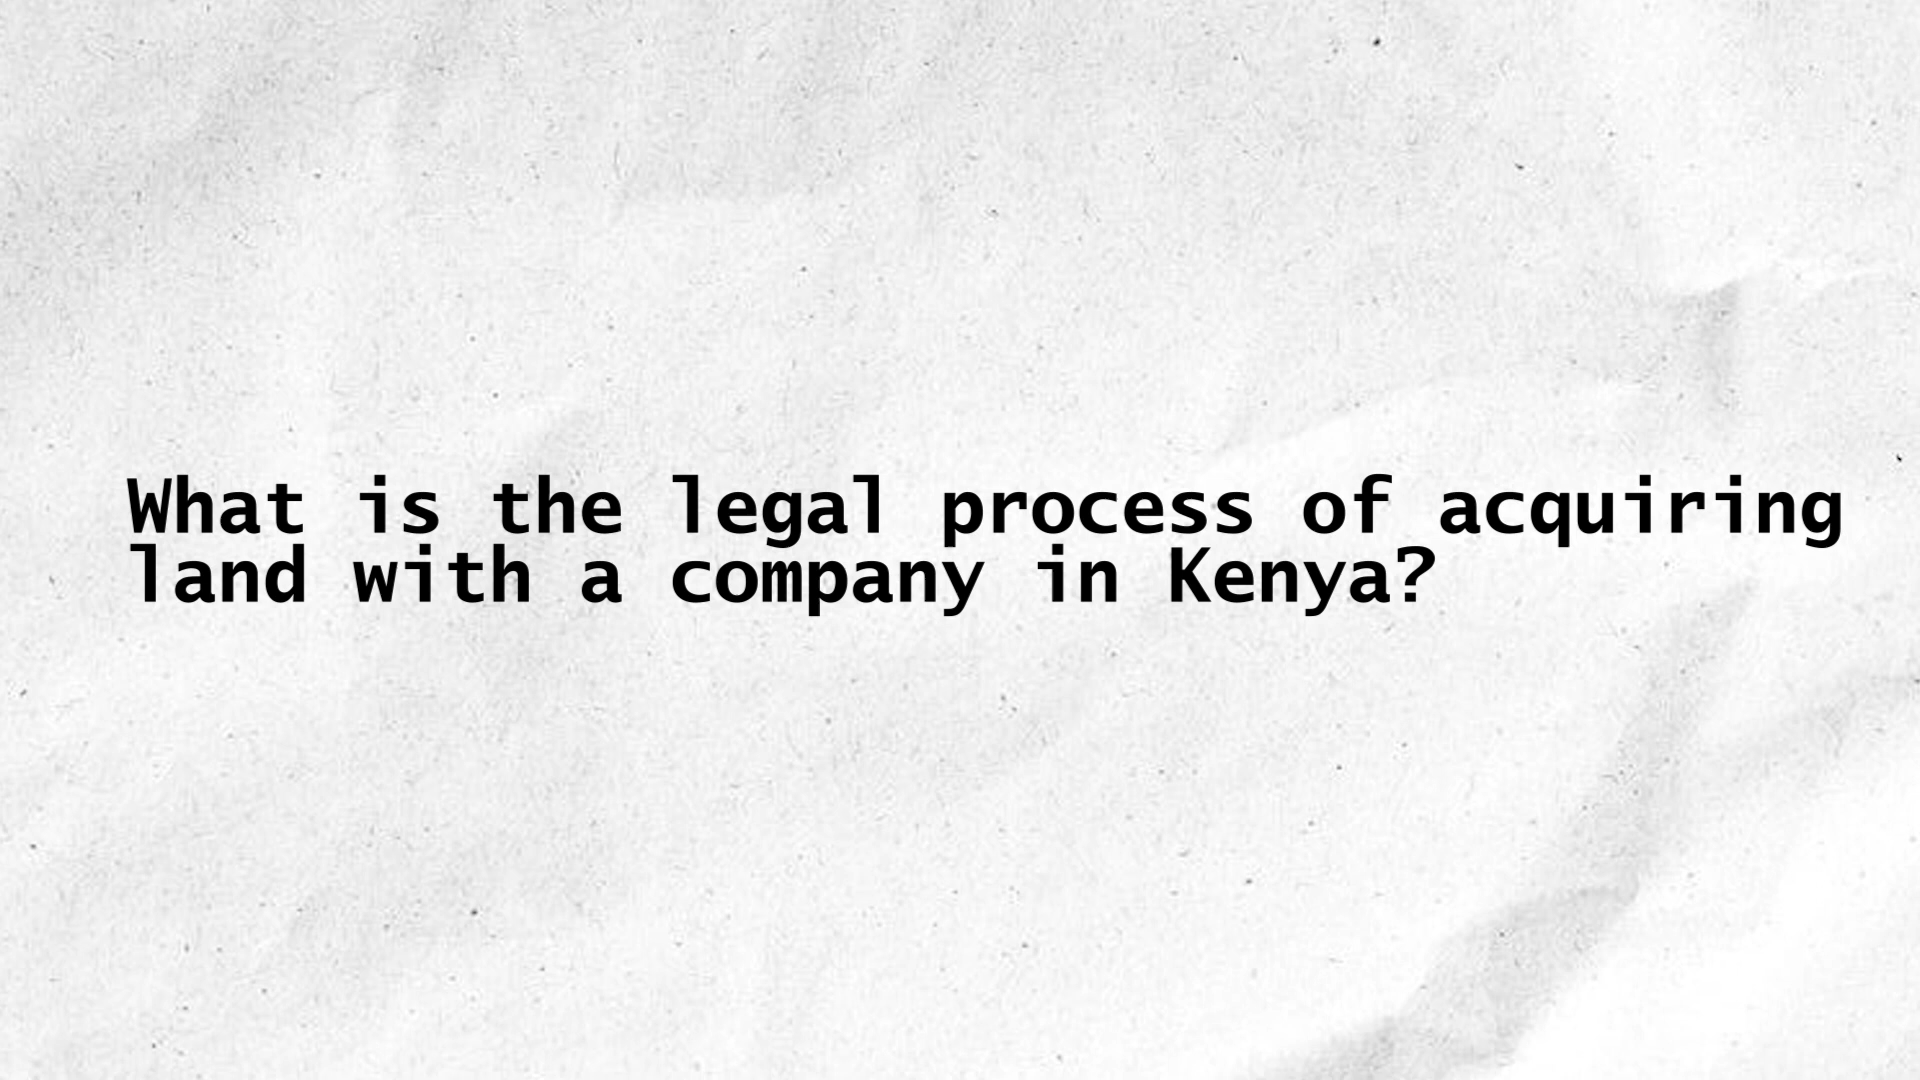 What is the legal process of acquiring
land with a company in Kenya?